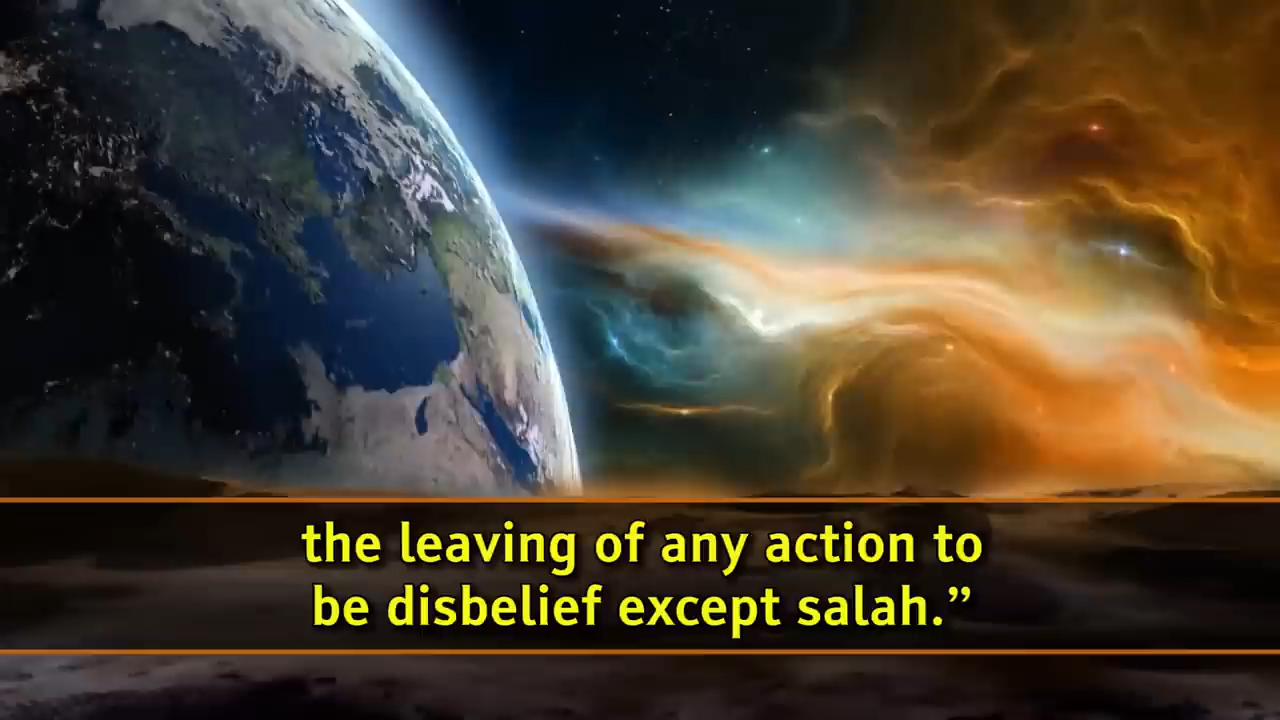 the leaving of any action to
be disbelief except salah.”